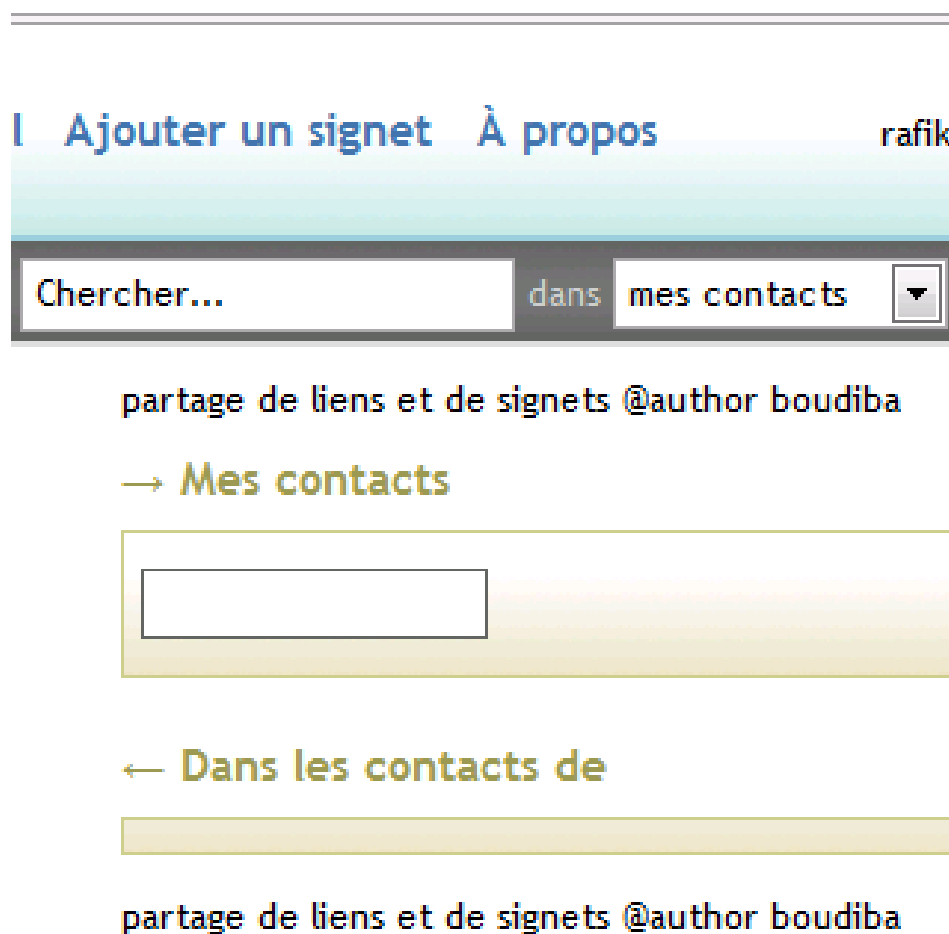 l Ajouter un signet À propos rafik
Chercher... dans mes contacts
partage de liens et de signets @author boudiba
→ Mes contacts
← Dans les contacts de
partage de liens et de signets @author boudiba